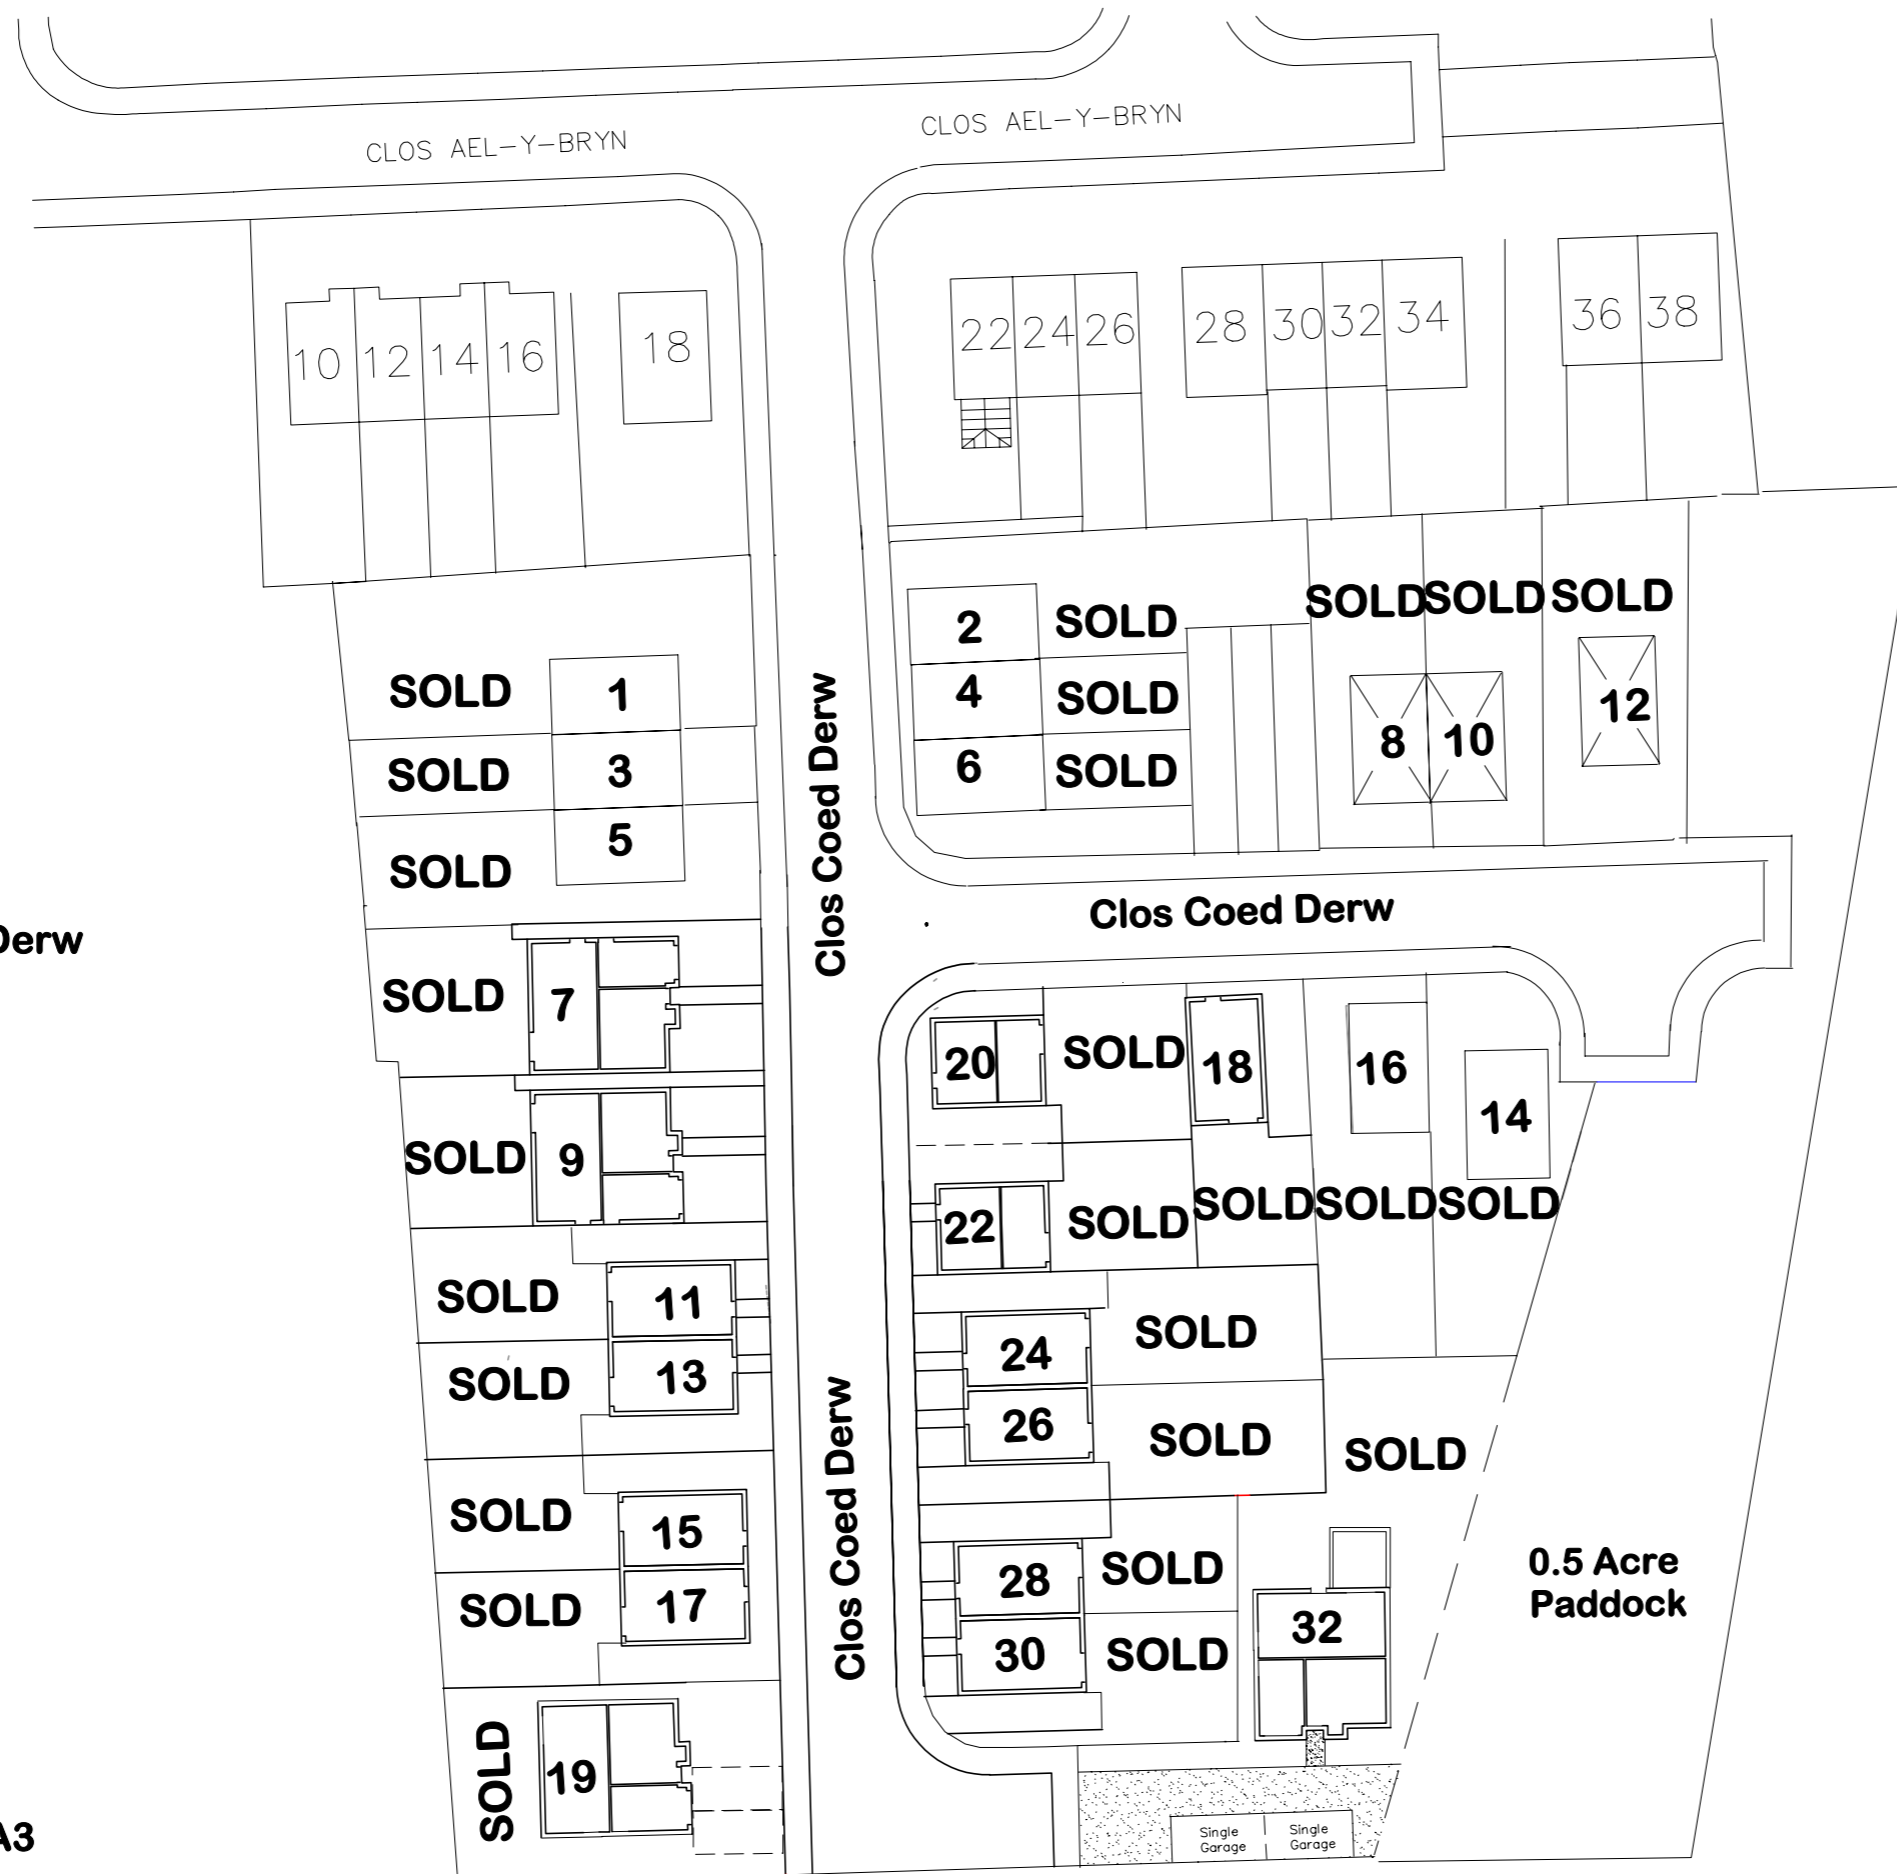 CLOS AEL-Y-BRYN
CLOS AEL-Y-BRYN
10 12 14 16 18
22 24 26 28 30 32 34 36 38
SOLD SOLD SOLD
2 SOLD
4 SOLD
6 SOLD
8 10 12
SOLD 1
SOLD 3
SOLD 5
Clos Coed Derw
Clos Coed Derw
Derw
SOLD 7
SOLD 9
20 SOLD 18 16 14
22 SOLD SOLD SOLD SOLD
SOLD 11
SOLD 13
24 SOLD
26 SOLD SOLD
Clos Coed Derw
SOLD 15
SOLD 17
28 SOLD
30 SOLD
32
0.5 Acre
Paddock
SOLD 19
Single
Garage
Single
Garage
A3